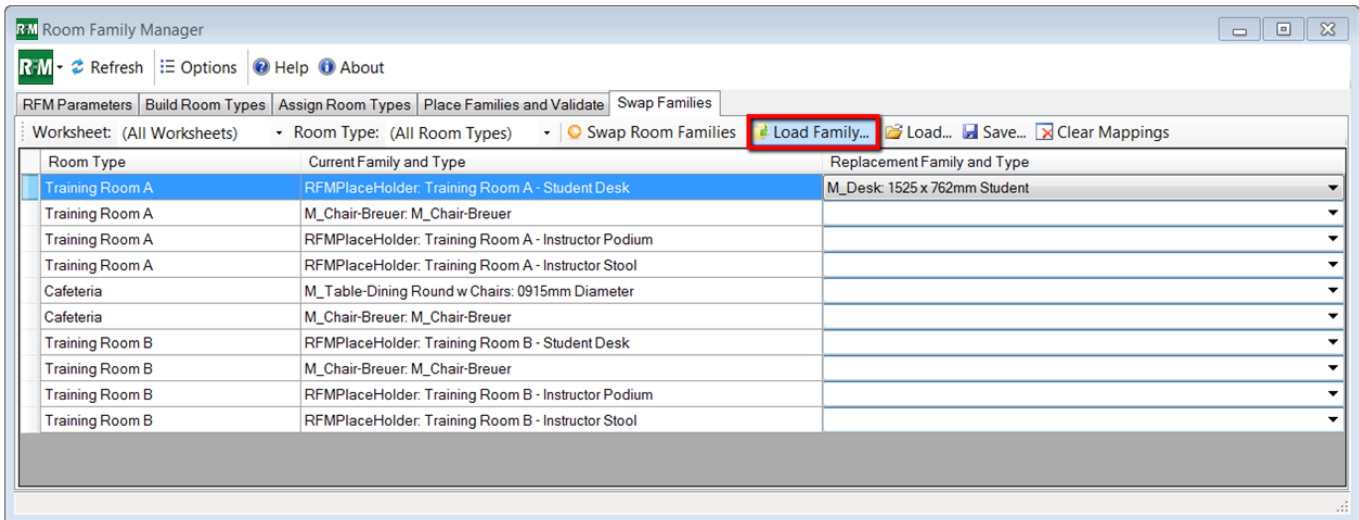 RFM Room Family Manager
RFM Refresh Options Help About
RFM Parameters Build Room Types Assign Room Types Place Families and Validate Swap Families
Worksheet: (All Worksheets) Room Type: (All Room Types) Swap Room Families Load Family... Load... Save... Clear Mappings
Room Type Current Family and Type Replacement Family and Type
Training Room A RFMPlaceHolder: Training Room A - Student Desk M_Desk: 1525 x 762mm Student
Training Room A M_Chair-Breuer: M_Chair-Breuer
Training Room A RFMPlaceHolder: Training Room A - Instructor Podium
Training Room A RFMPlaceHolder: Training Room A - Instructor Stool
Cafeteria M_Table-Dining Round w Chairs: 0915mm Diameter
Cafeteria M_Chair-Breuer: M_Chair-Breuer
Training Room B RFMPlaceHolder: Training Room B - Student Desk
Training Room B M_Chair-Breuer: M_Chair-Breuer
Training Room B RFMPlaceHolder: Training Room B - Instructor Podium
Training Room B RFMPlaceHolder: Training Room B - Instructor Stool